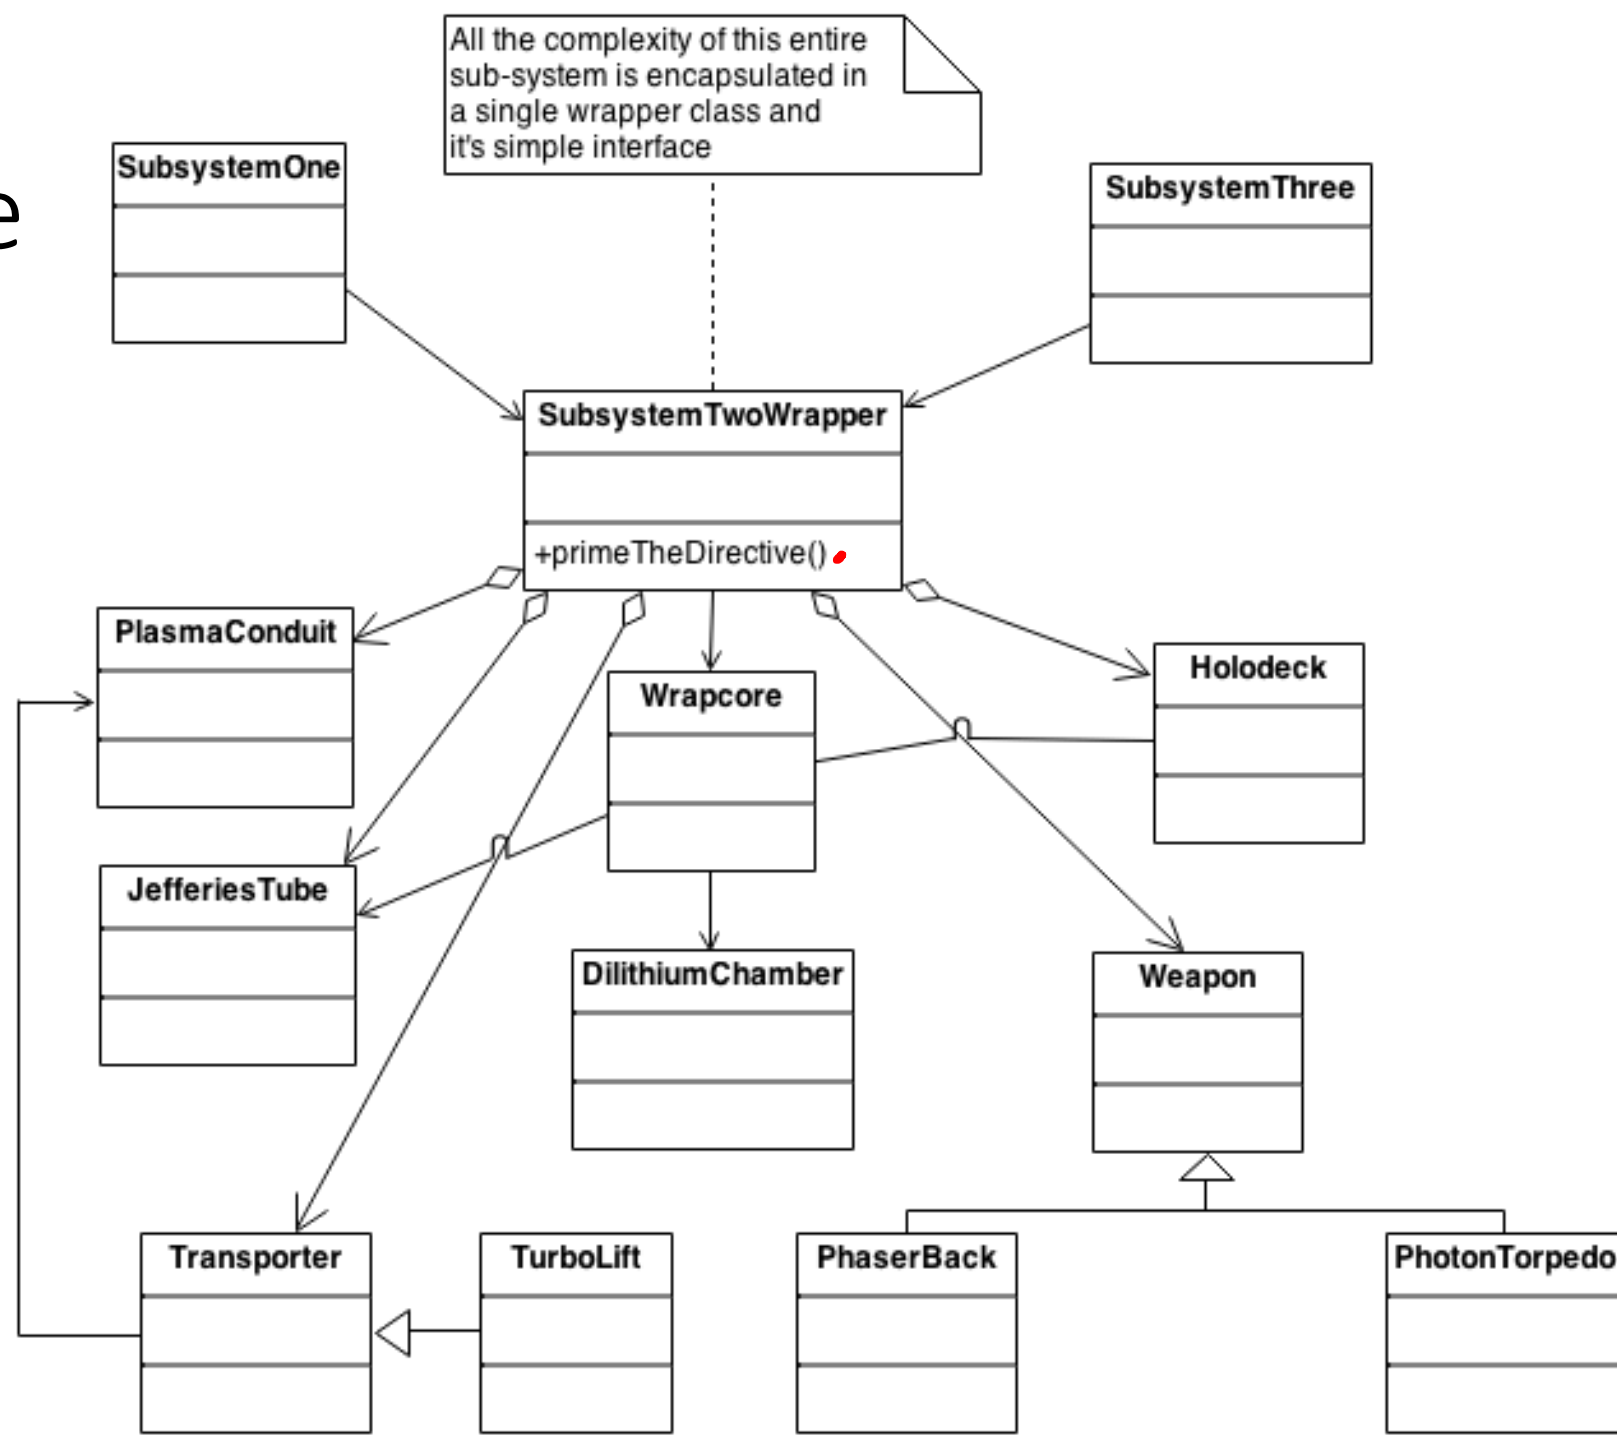 e
All the complexity of this entire
sub-system is encapsulated in
a single wrapper class and
it's simple interface
SubsystemOne
SubsystemThree
SubsystemTwoWrapper
+primeTheDirective()
PlasmaConduit
Wrapcore
Holodeck
JefferiesTube
DilithiumChamber
Weapon
Transporter
TurboLift
PhaserBack
PhotonTorpedo